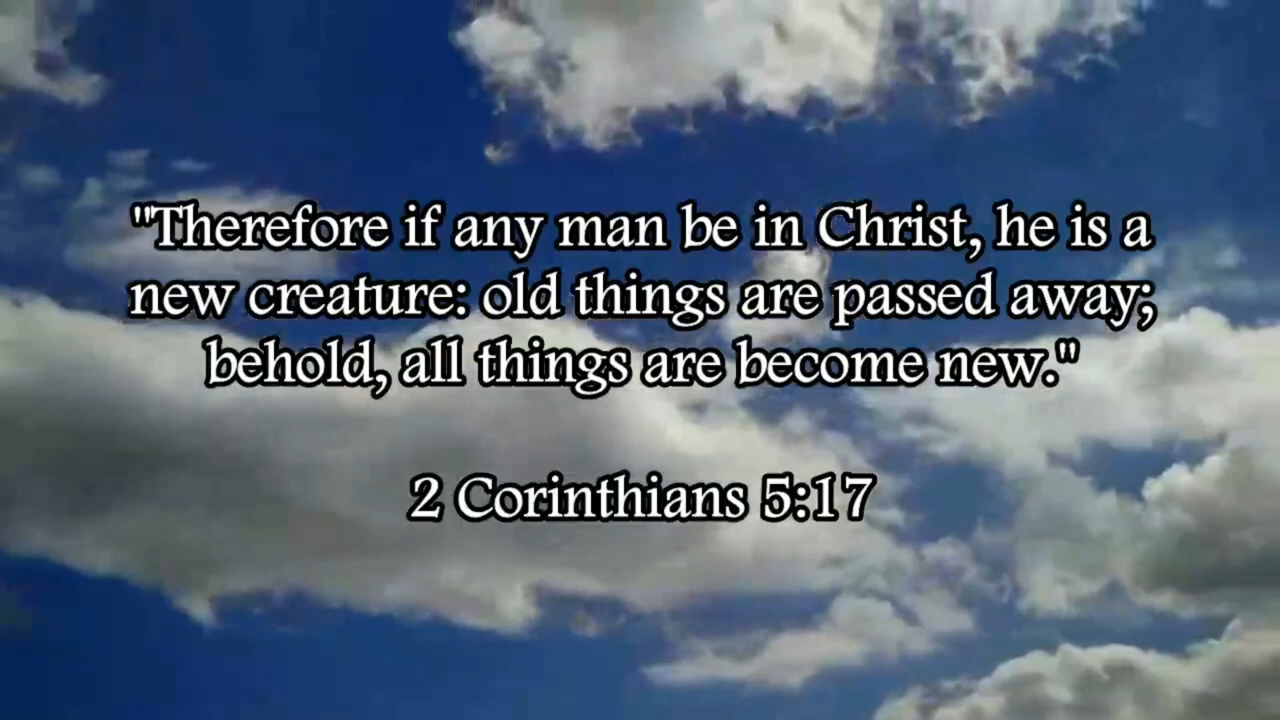 "Therefore if any man be in Christ, he is a
new creature: old things are passed away;
behold, all things are become new."
2 Corinthians 5:17